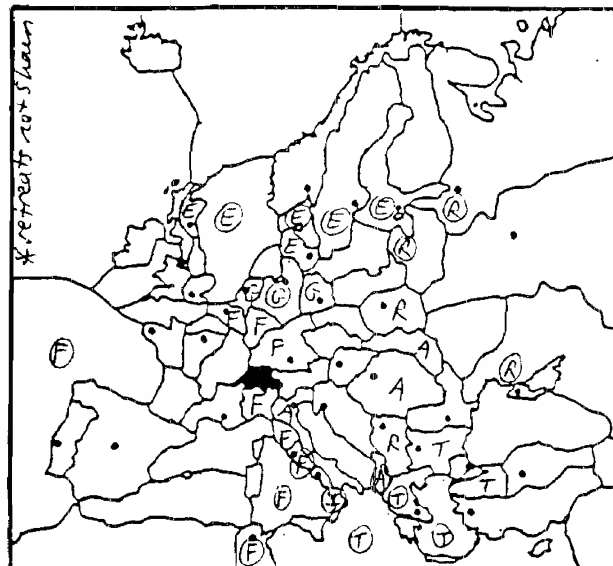 *retreats not shown
E E E E E R
E R
G G R
F F
F A
R
A
F
F R T
F A T
F I T
F T T